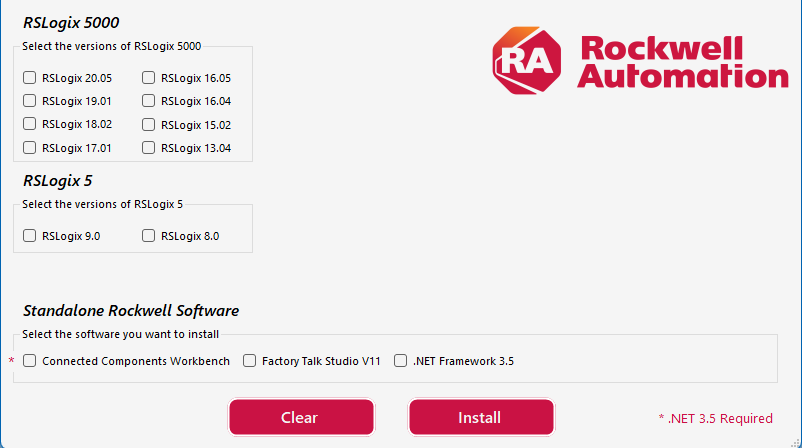 RSLogix 5000
Select the versions of RSLogix 5000
RSLogix 20.05 RSLogix 16.05
RSLogix 19.01 RSLogix 16.04
RSLogix 18.02 RSLogix 15.02
RSLogix 17.01 RSLogix 13.04
RA
Rockwell
Automation
RSLogix 5
Select the versions of RSLogix 5
RSLogix 9.0 RSLogix 8.0
Standalone Rockwell Software
Select the software you want to install
* Connected Components Workbench Factory Talk Studio V11 .NET Framework 3.5
Clear Install * .NET 3.5 Required